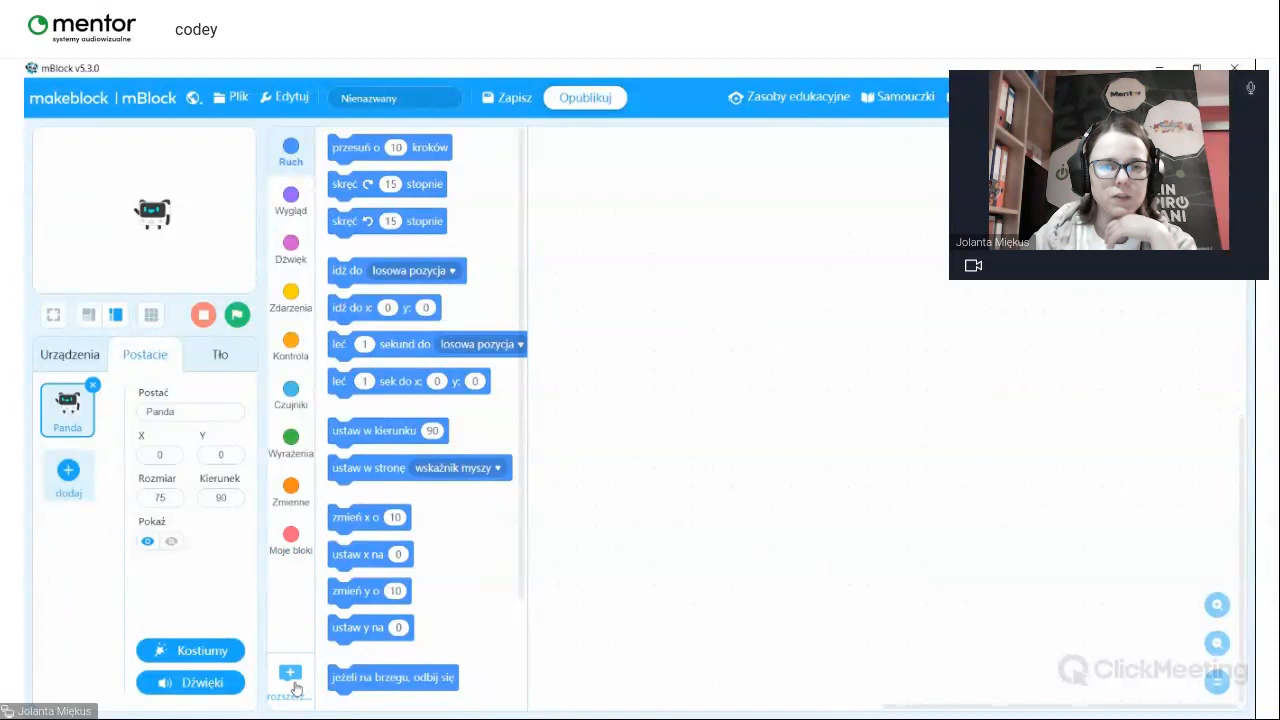 mentor
systemy audiowizualne
codey
mBlock v5.3.0
makeblock | mBlock
Plik
Edytuj
Nienazwany
Zapisz
Opublikuj
Zasoby edukacyjne
Samouczki
Mentor
Jolanta Miękus
Urządzenia
Postacie
Tło
Panda
dodaj
Postać
Panda
X
Y
0
0
Rozmiar
Kierunek
75
90
Pokaż
Kostiumy
Dźwięki
Ruch
Wygląd
Dźwięk
Zdarzenia
Kontrola
Czujniki
Wyrażenia
Zmienne
Moje bloki
rozszerz...
przesuń o 10 kroków
skręć 15 stopnie
skręć 15 stopnie
idź do losowa pozycja
idź do x: 0 y: 0
leć 1 sekund do losowa pozycja
leć 1 sek do x: 0 y: 0
ustaw w kierunku 90
ustaw w stronę wskaźnik myszy
zmień x o 10
ustaw x na 0
zmień y o 10
ustaw y na 0
jeżeli na brzegu, odbij się
ClickMeeting
Jolanta Miękus